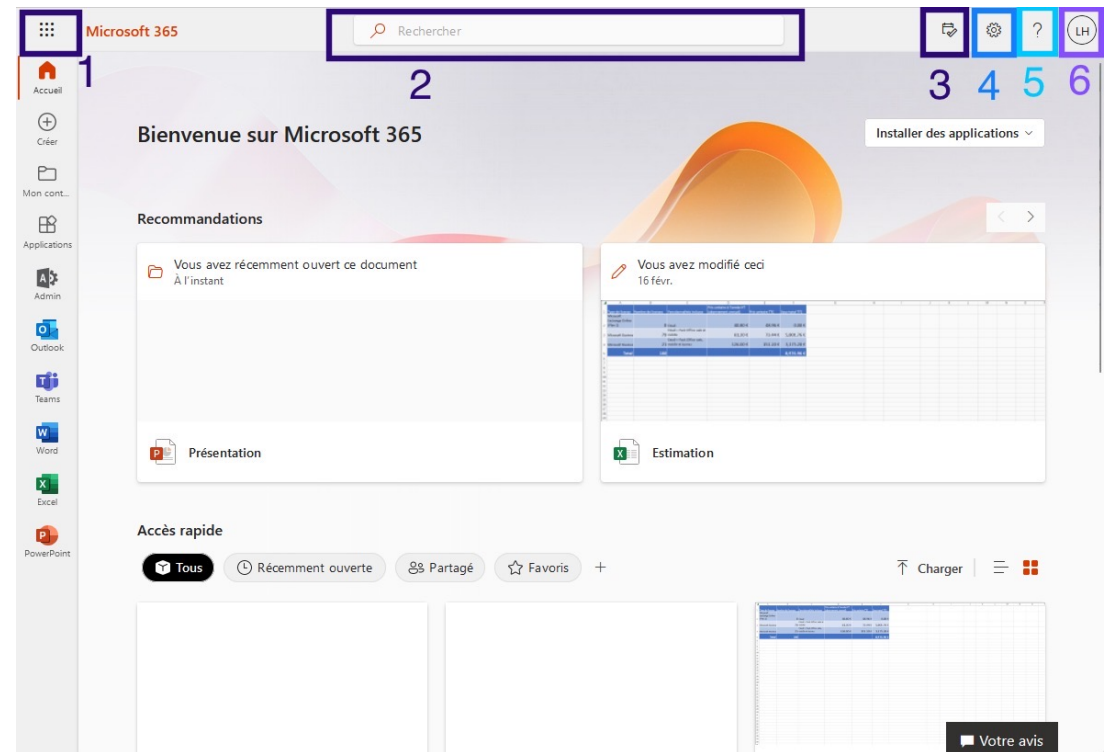 Microsoft 365
Rechercher
LH
1
2
3
4
5
6
Accueil
Créer
Mon cont...
Applications
Admin
Outlook
Teams
Word
Excel
PowerPoint
Bienvenue sur Microsoft 365
Installer des applications
Recommandations
Vous avez récemment ouvert ce document
À l'instant
Présentation
Vous avez modifié ceci
16 févr.
Total
Estimation
Accès rapide
Tous
Récemment ouverte
Partagé
Favoris
Charger
Votre avis